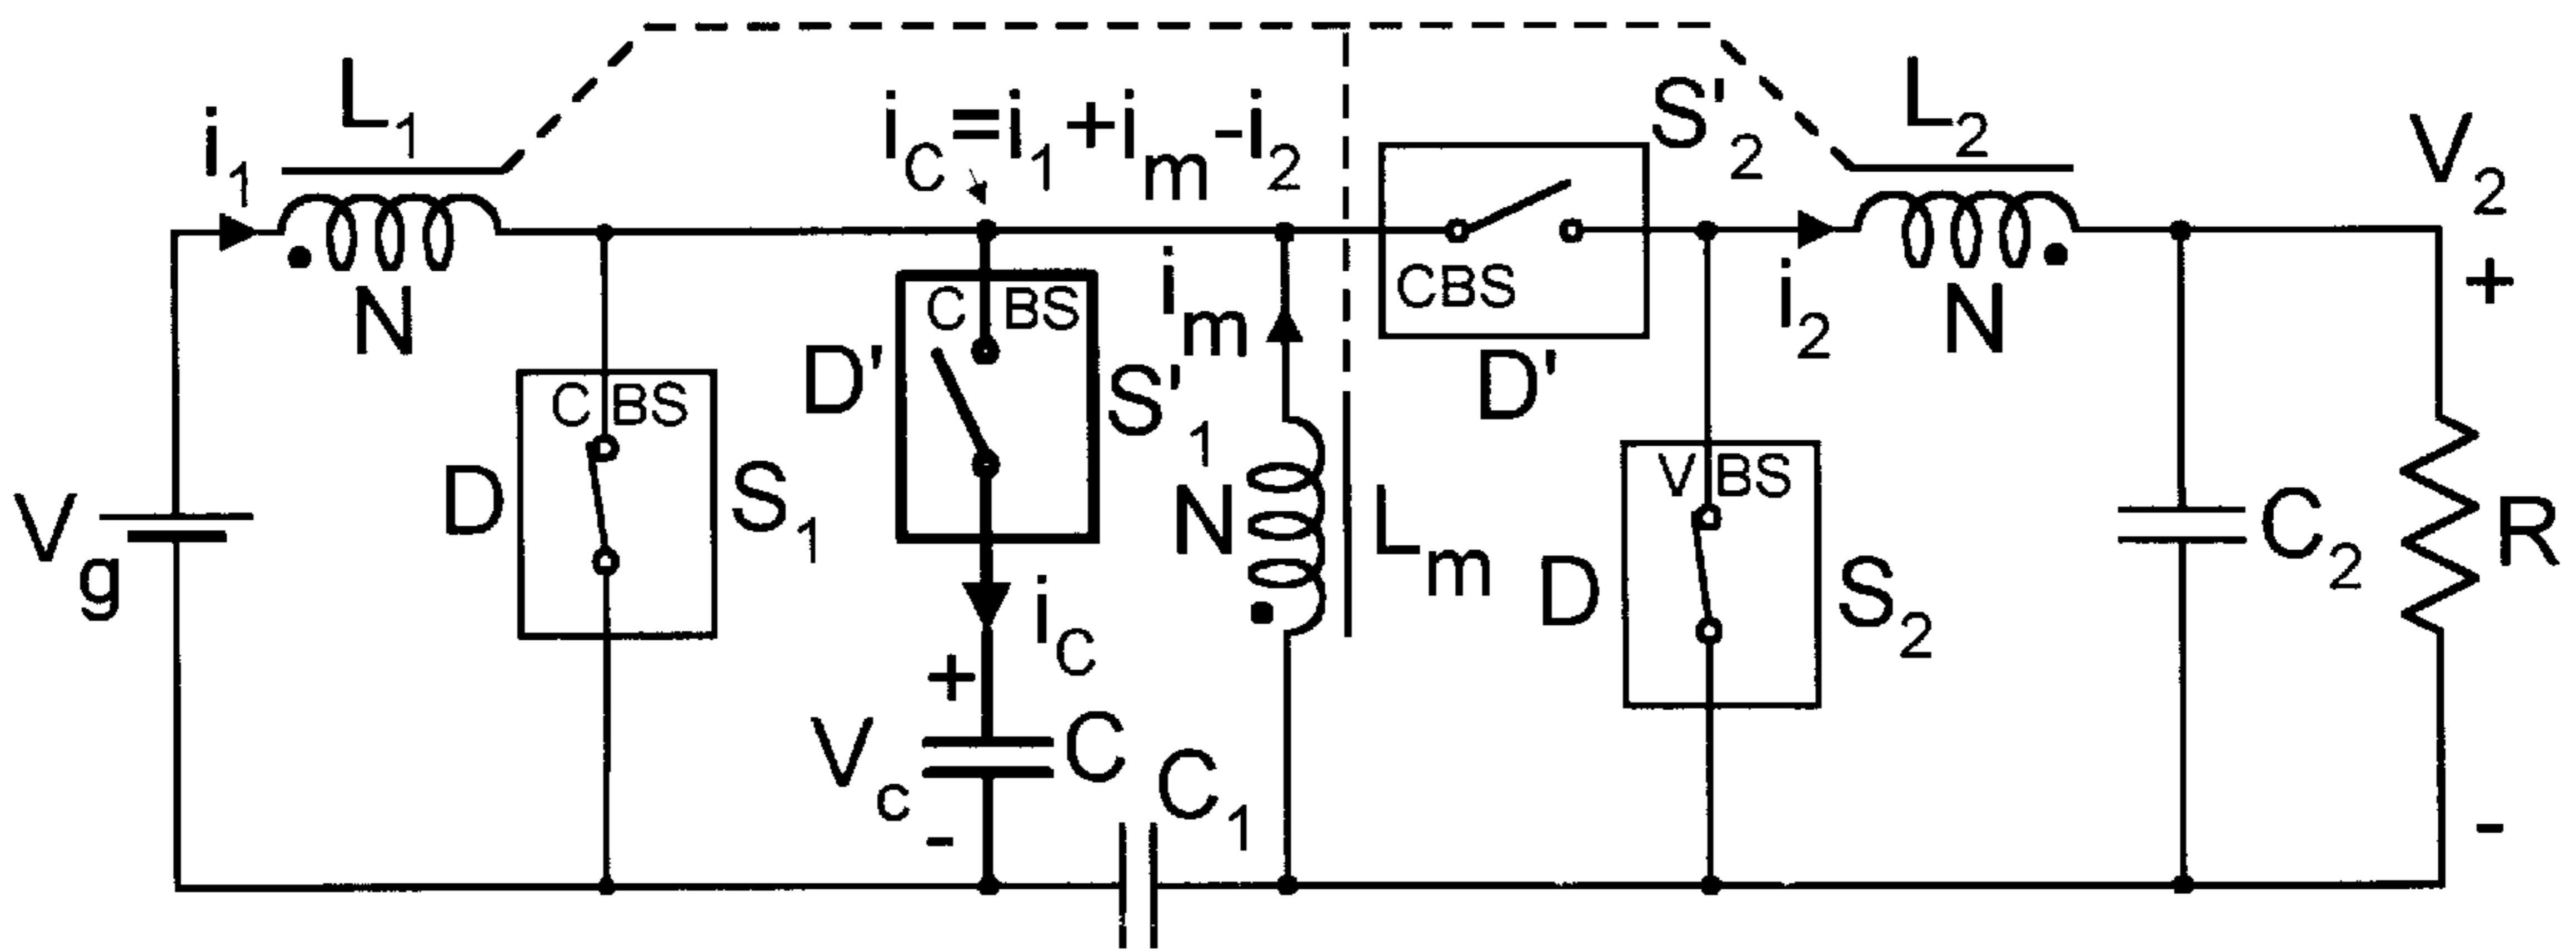 i1
L1
N
Vg
D
C BS
S1
iC=i1+im-i2
C BS
D'
S'1
iC
+
Vc
-
C
C1
im
N
Lm
S'2
CBS
D'
i2
L2
N
V BS
D
S2
C2
V2
+
R
-